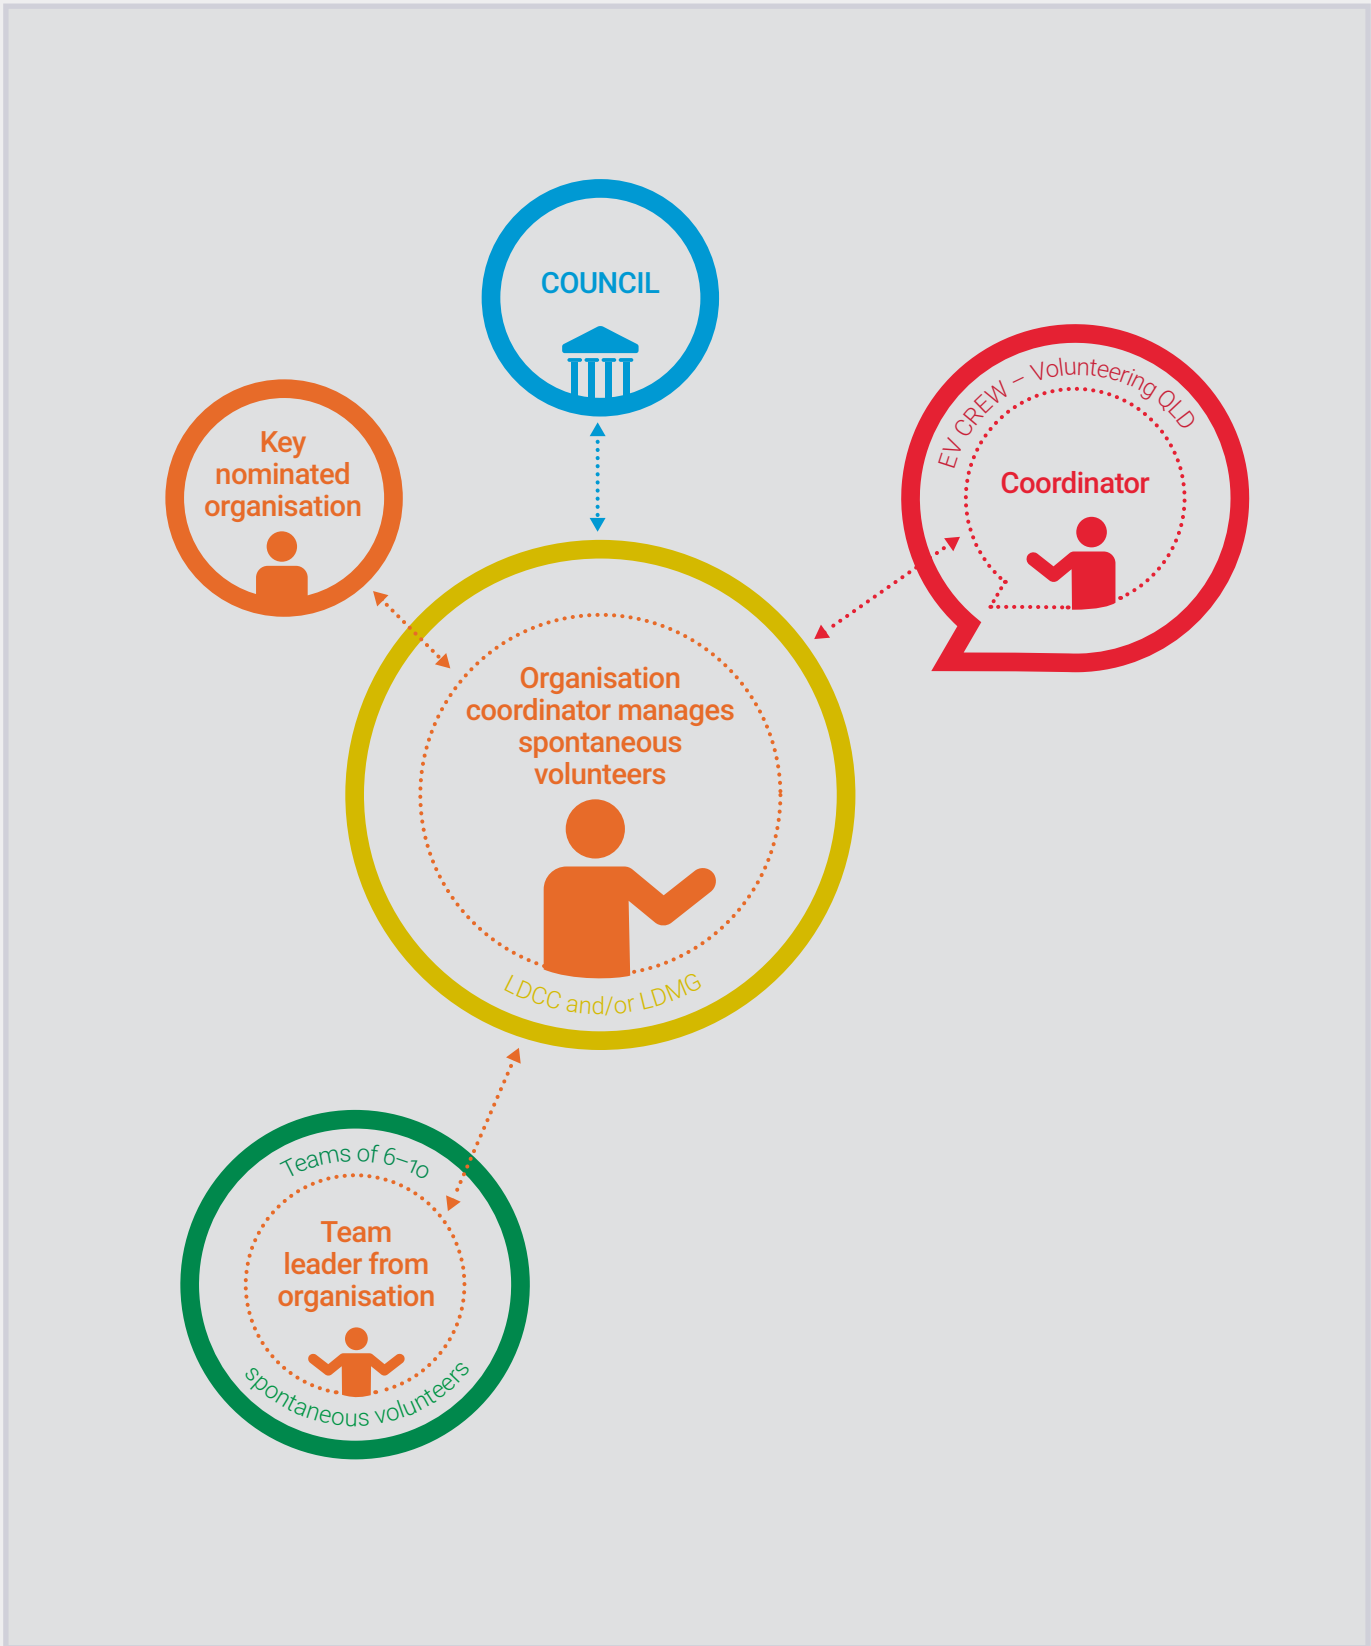 COUNCIL
Key
nominated
organisation
EV CREW – Volunteering QLD
Coordinator
Organisation
coordinator manages
spontaneous
volunteers
LDCC and/or LDMG
Teams of 6–10
Team
leader from
organisation
spontaneous volunteers